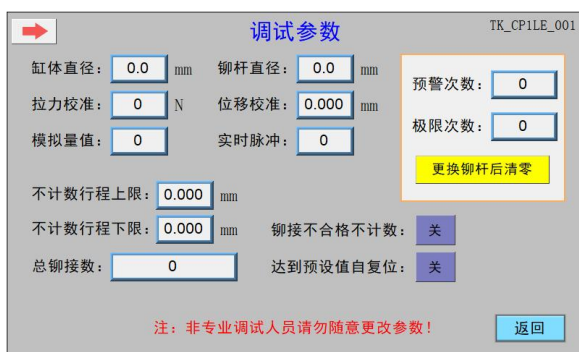 调试参数 TK_CP1LE_001
缸体直径: 0.0 mm 铆杆直径: 0.0 mm
拉力校准: 0 N 位移校准: 0.000 mm
模拟量值: 0 实时脉冲: 0
预警次数: 0
极限次数: 0
更换铆杆后清零
不计数行程上限: 0.000 mm
不计数行程下限: 0.000 mm 铆接不合格不计数: 关
总铆接数: 0 达到预设值自复位: 关
注: 非专业调试人员请勿随意更改参数! 返回